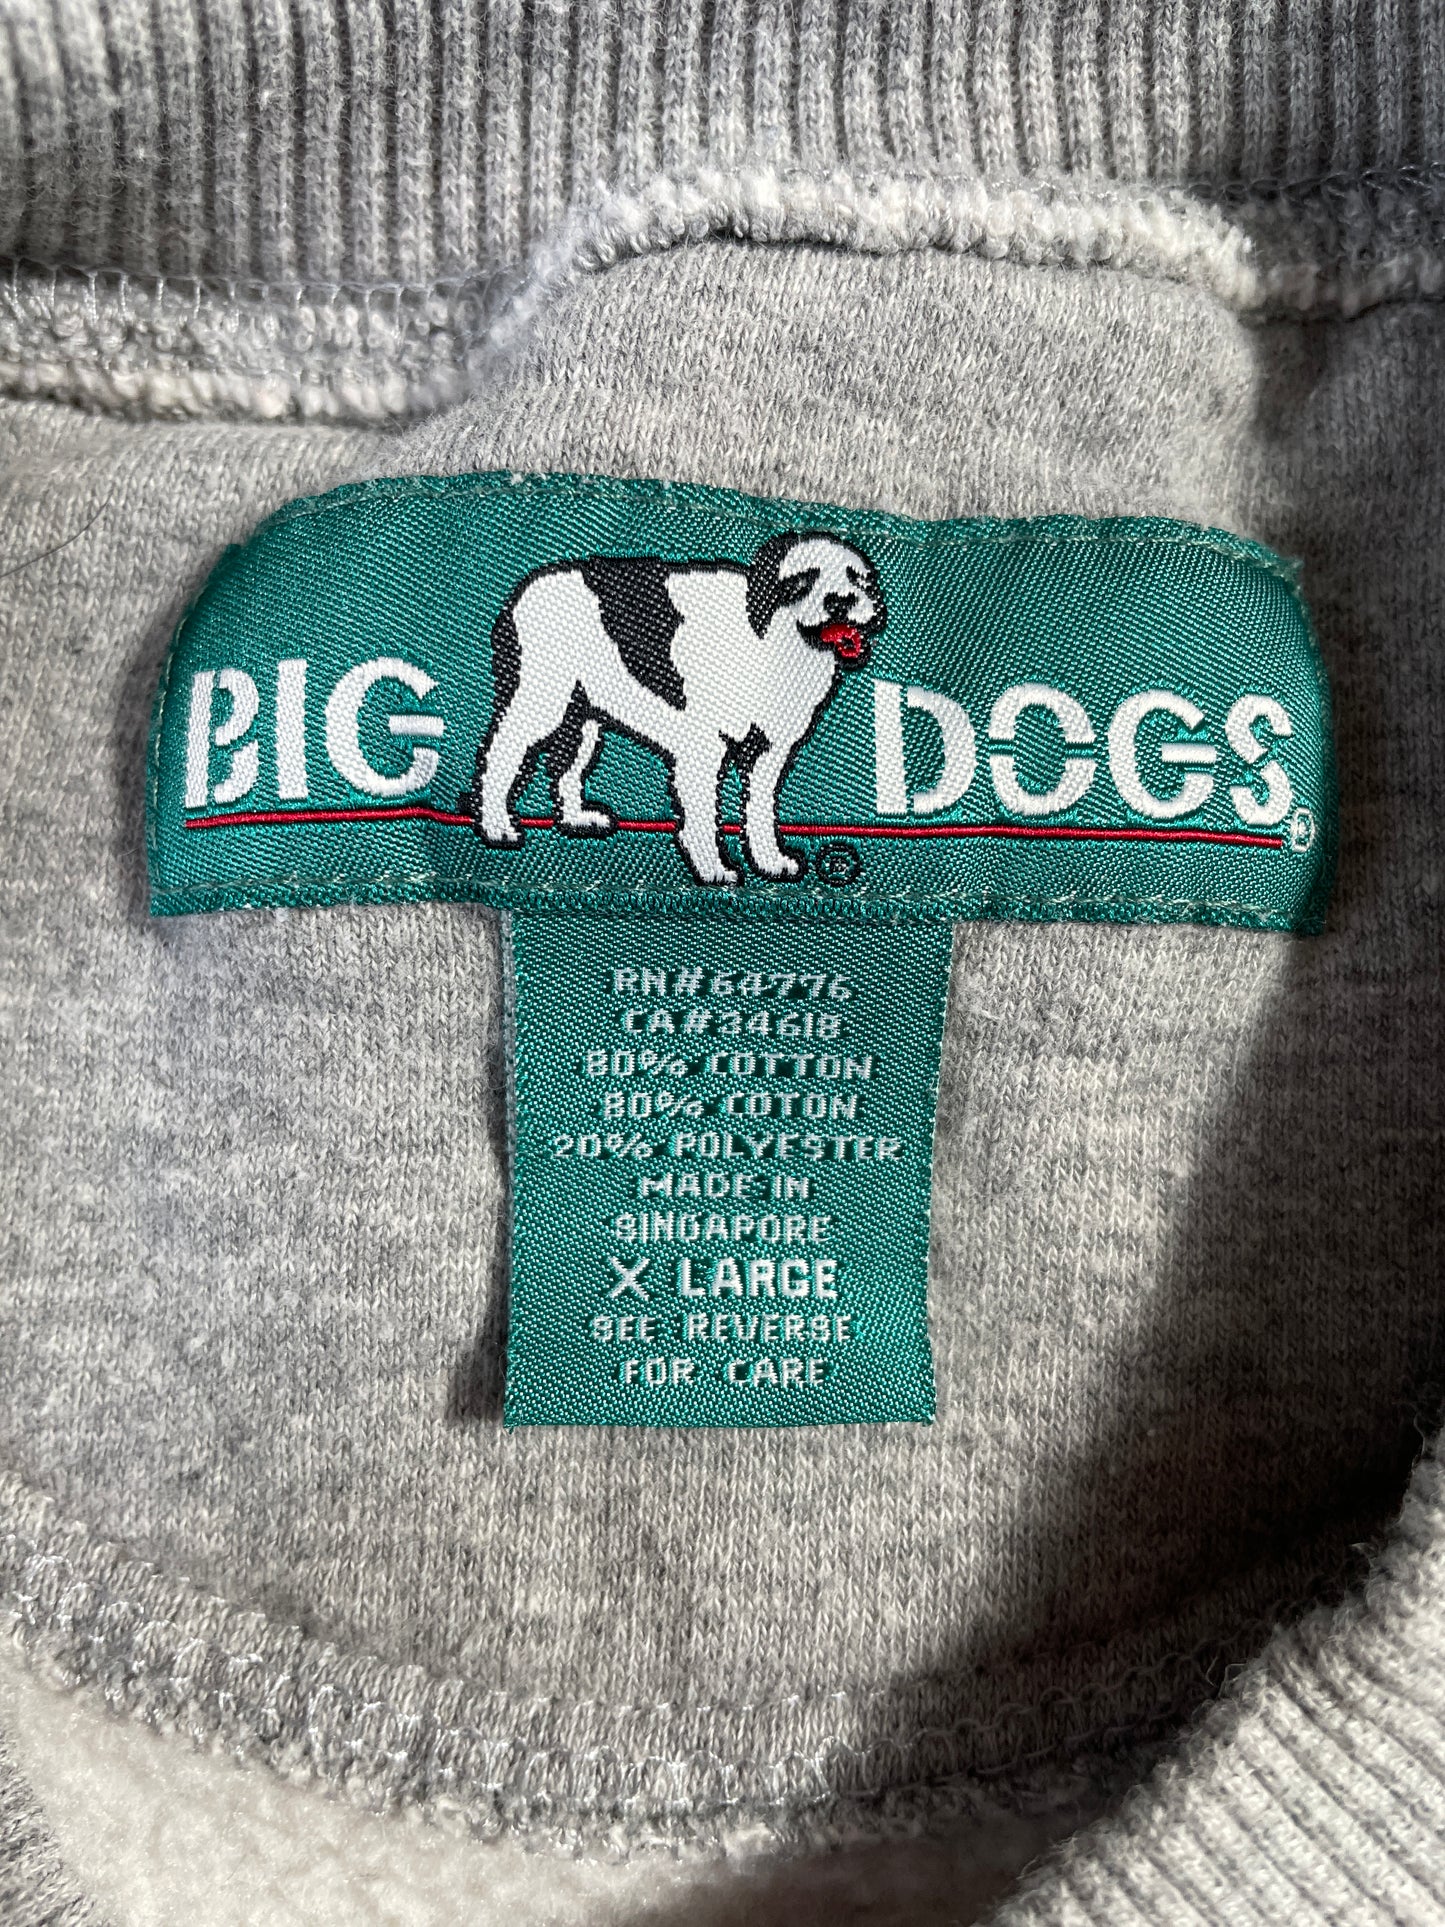 BIG DOGS®
®
RN#64776
CA#34618
80% COTTON
80% COTON
20% POLYESTER
MADE IN
SINGAPORE
X LARGE
SEE REVERSE
FOR CARE